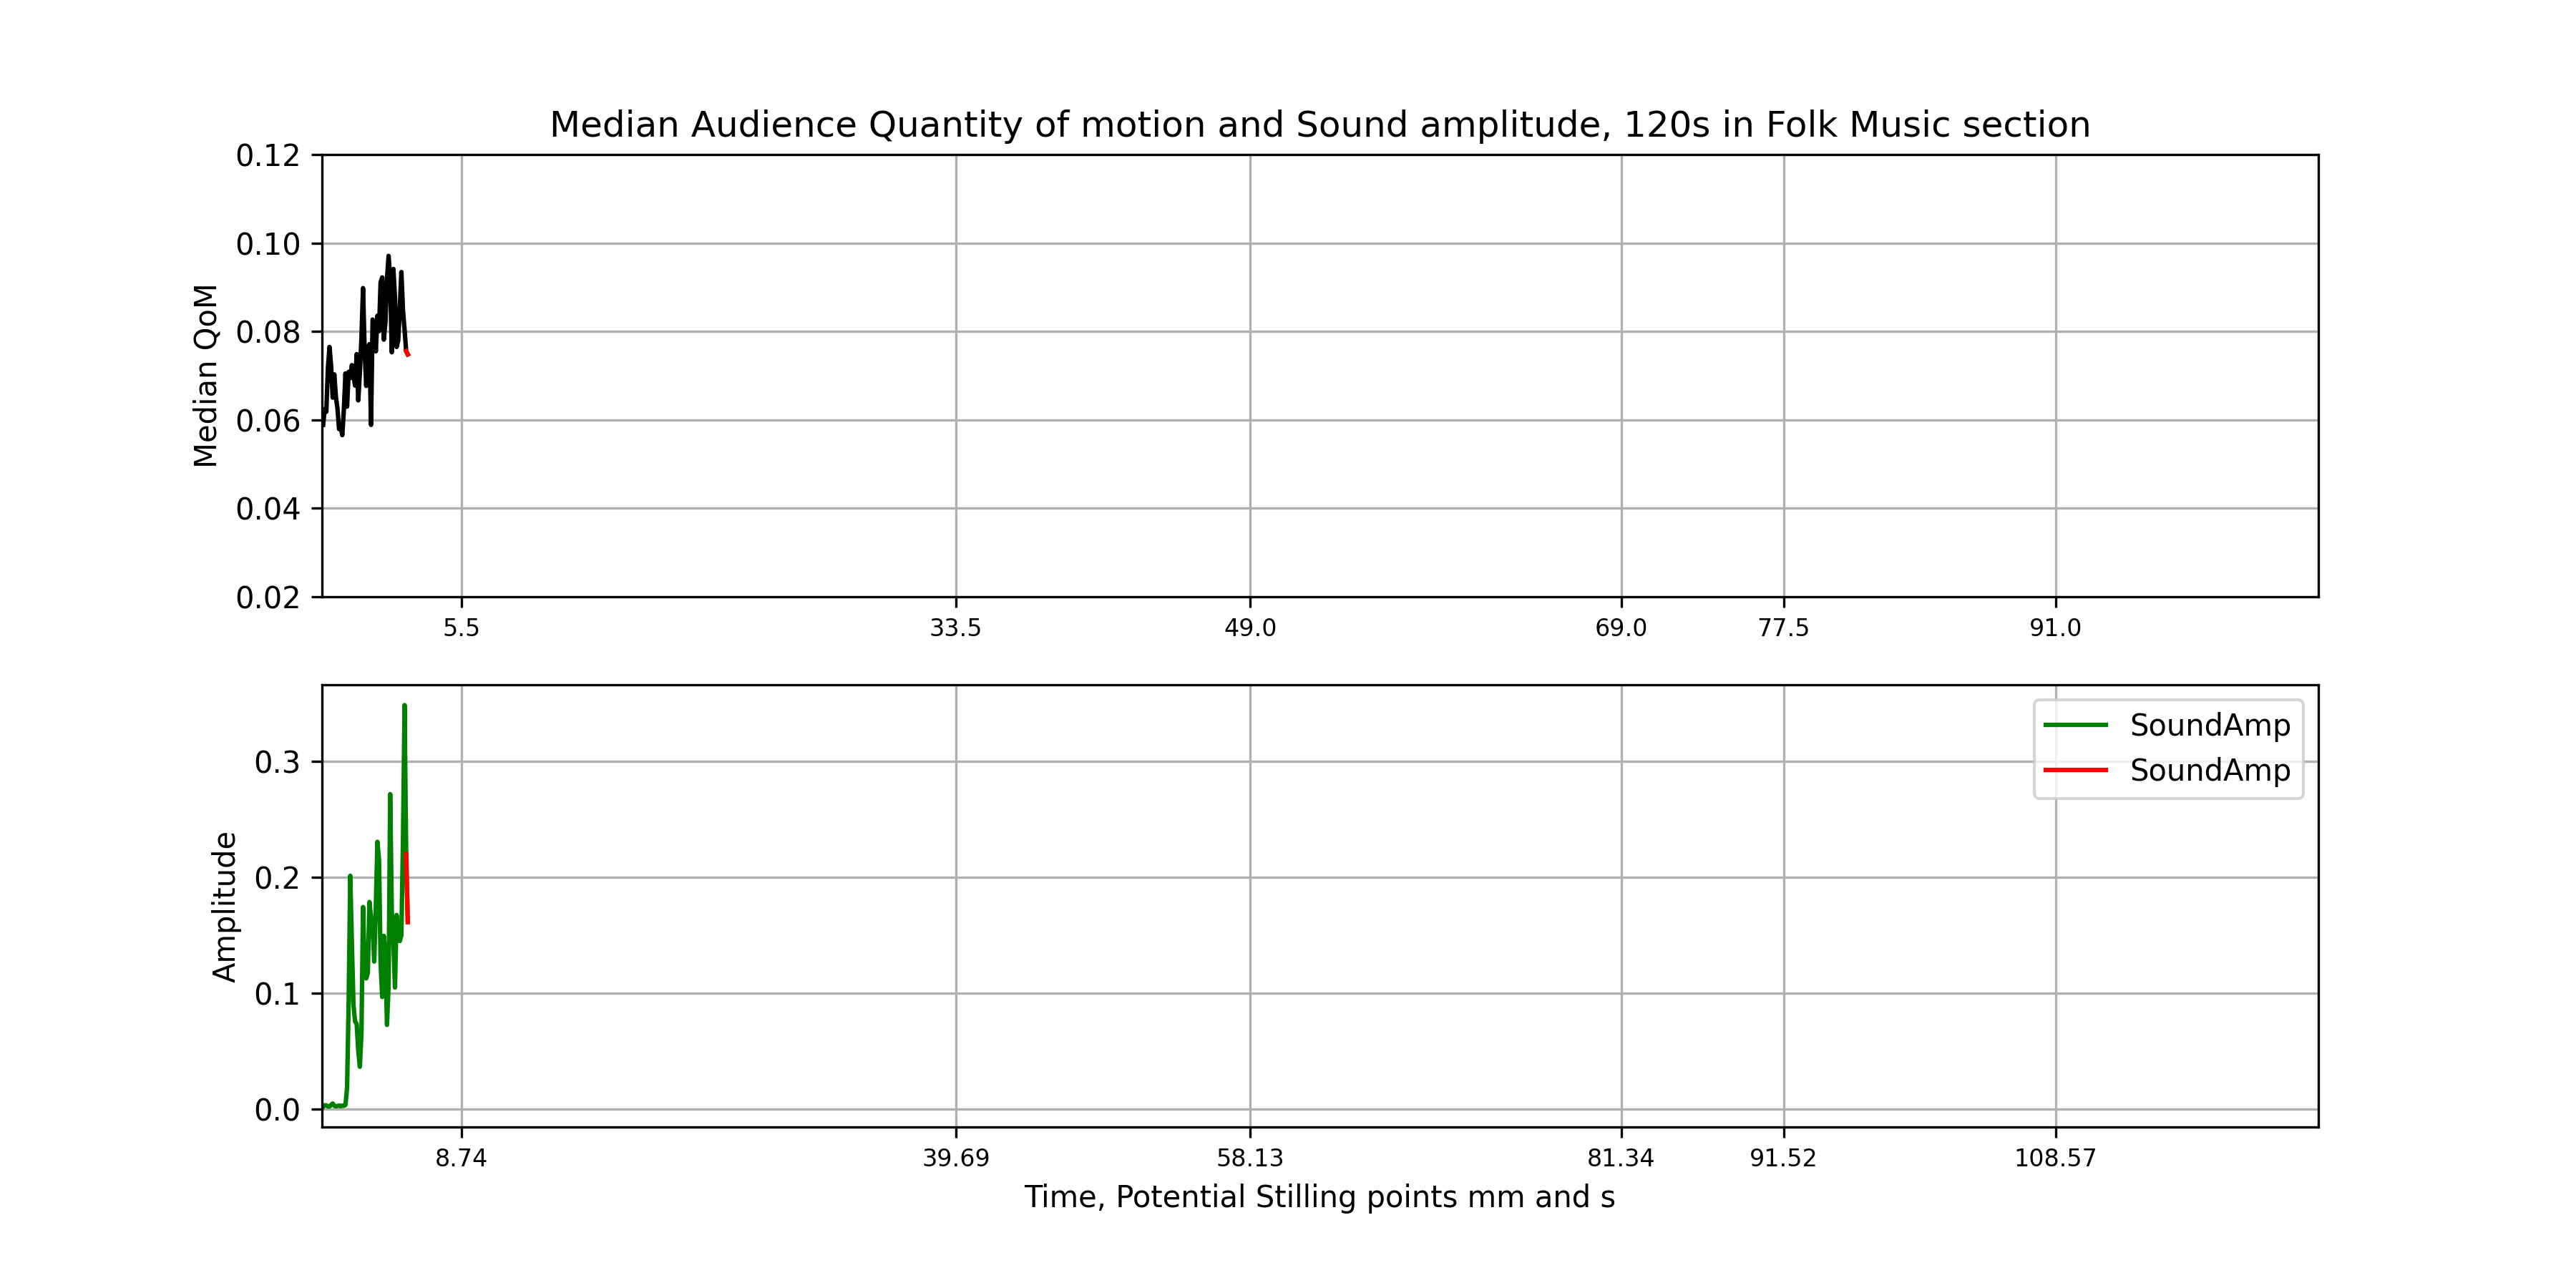 Median Audience Quantity of motion and Sound amplitude, 120s in Folk Music section
0.12
0.10
0.08
0.06
0.04
0.02
Median QoM
5.5 33.5 49.0 69.0 77.5 91.0
SoundAmp
SoundAmp
0.3
0.2
0.1
0.0
Amplitude
8.74 39.69 58.13 81.34 91.52 108.57
Time, Potential Stilling points mm and s